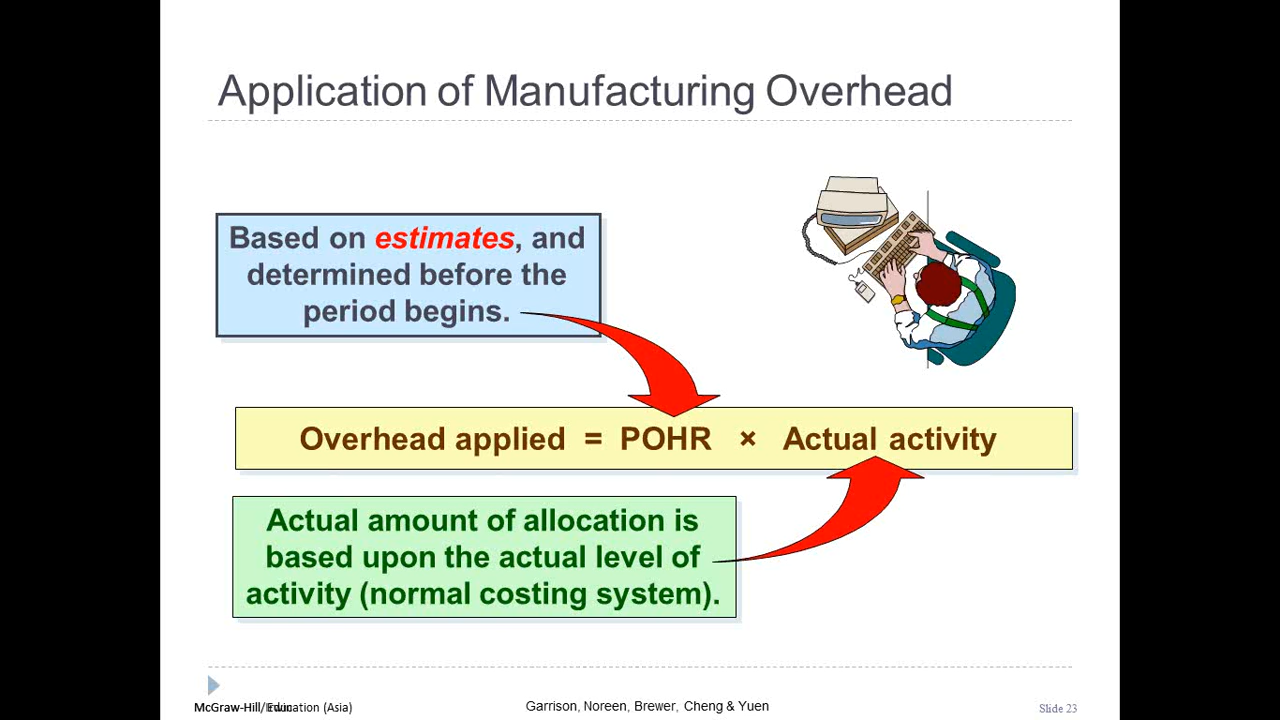 Application of Manufacturing Overhead
Based on estimates, and
determined before the
period begins.
Overhead applied = POHR × Actual activity
Actual amount of allocation is
based upon the actual level of
activity (normal costing system).
McGraw-Hill/ Education (Asia)
Garrison, Noreen, Brewer, Cheng & Yuen
Slide 23